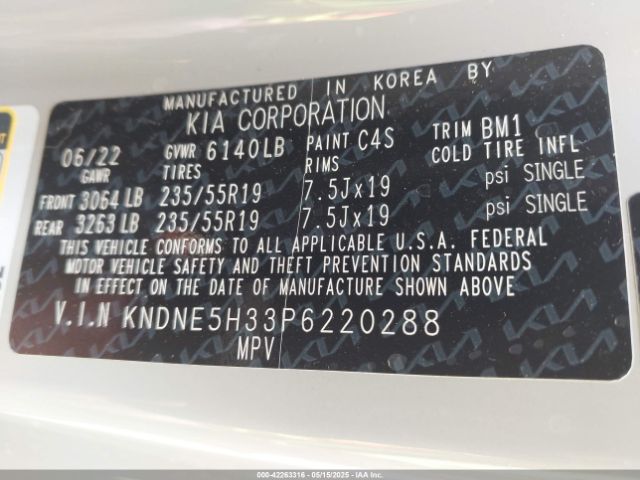 MANUFACTURED IN KOREA BY
KIA CORPORATION
06/22 GVWR 6140LB PAINT C4S TRIM BM1
GAWR TIRES RIMS COLD TIRE INFL
FRONT 3064 LB 235/55R19 7.5Jx19 psi SINGLE
REAR 3263 LB 235/55R19 7.5Jx19 psi SINGLE
THIS VEHICLE CONFORMS TO ALL APPLICABLE U.S.A. FEDERAL
MOTOR VEHICLE SAFETY AND THEFT PREVENTION STANDARDS
IN EFFECT ON THE DATE OF MANUFACTURE SHOWN ABOVE
V.I.N KNDNE5H33P6220288
MPV
000-42263316 - 05/15/2025 - IAA Inc.